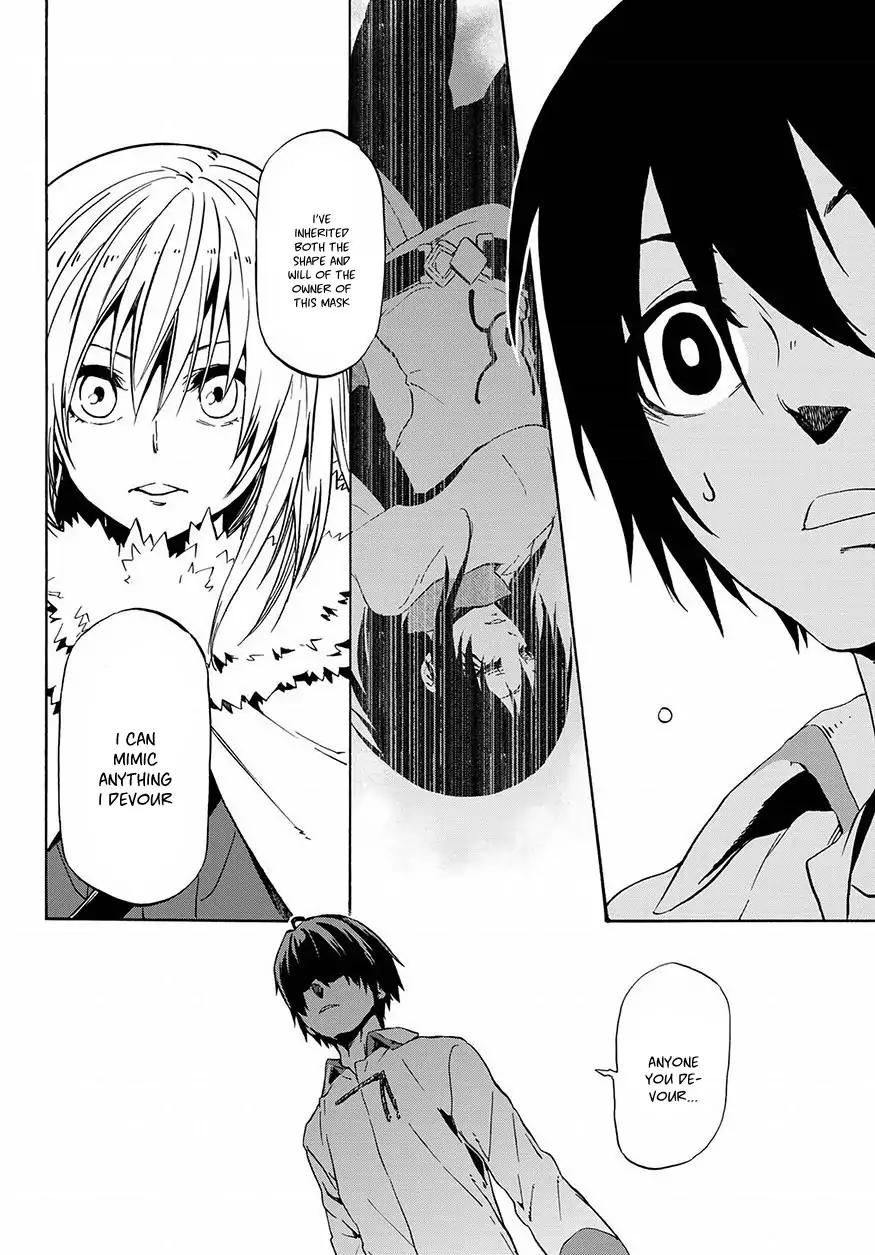 I'VE
INHERITED
BOTH THE
SHAPE AND
WILL OF THE
OWNER OF
THIS MASK
I CAN
MIMIC
ANYTHING
I DEVOUR
ANYONE
YOU DE-
VOUR...